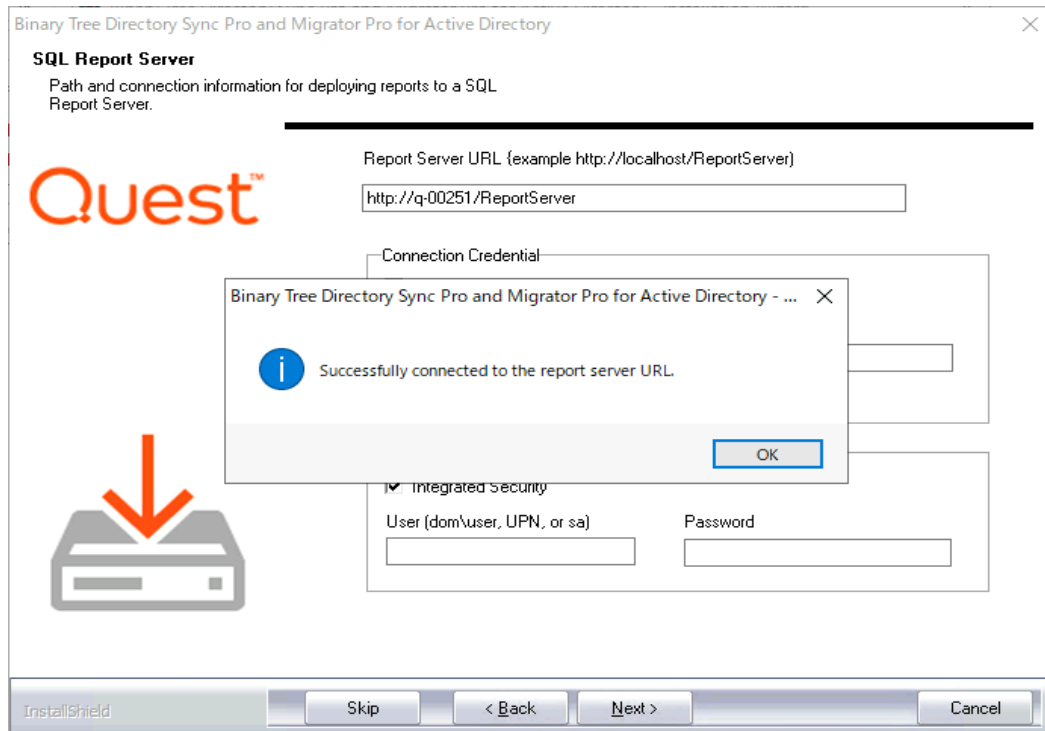 Binary Tree Directory Sync Pro and Migrator Pro for Active Directory
SQL Report Server
Path and connection information for deploying reports to a SQL
Report Server.
Quest™
Report Server URL (example http://localhost/ReportServer)
http://q-00251/ReportServer
Connection Credential
Binary Tree Directory Sync Pro and Migrator Pro for Active Directory - ...
Successfully connected to the report server URL.
OK
Integrated Security
User (dom\user, UPN, or sa)
Password
InstallShield
Skip
< Back
Next >
Cancel